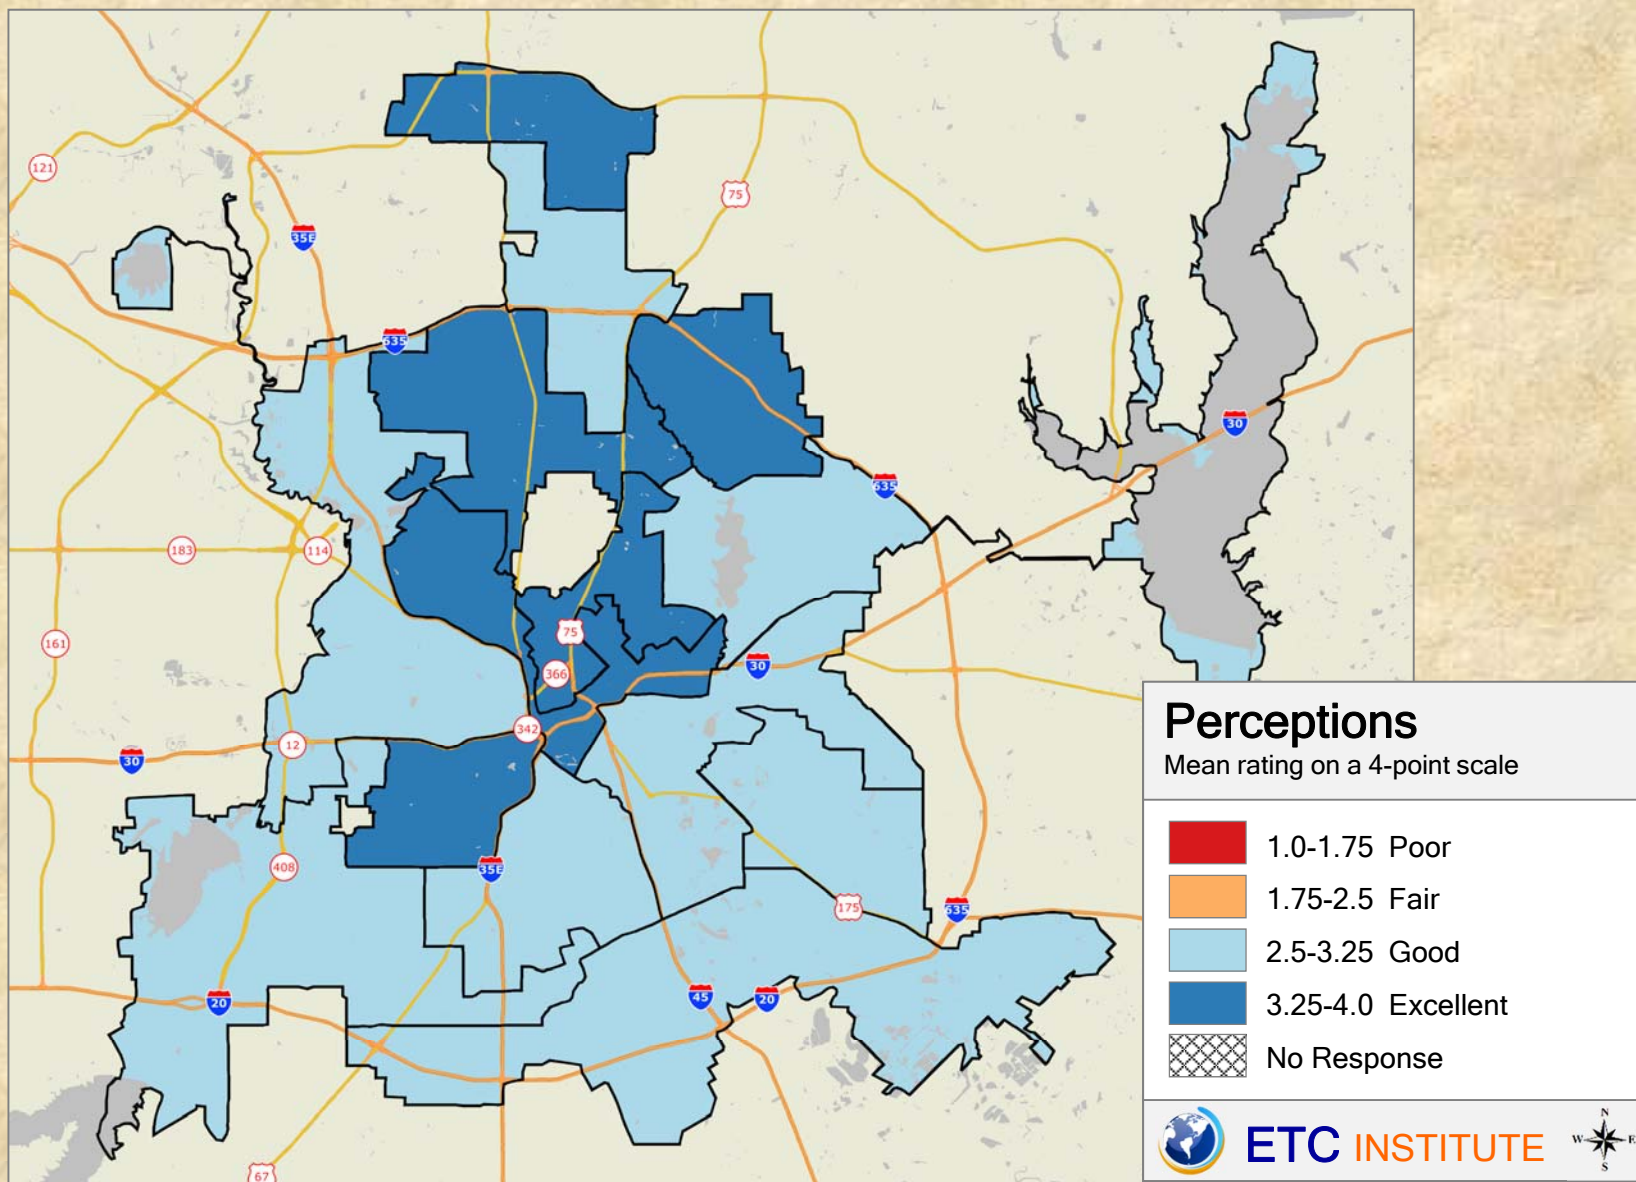 121
75
35E
635
30
635
183
114
161
75
366
30
342
12
30
408
35E
175
635
20
45
20
67
Perceptions
Mean rating on a 4-point scale
1.0-1.75 Poor
1.75-2.5 Fair
2.5-3.25 Good
3.25-4.0 Excellent
No Response
ETC INSTITUTE
N
W E
S